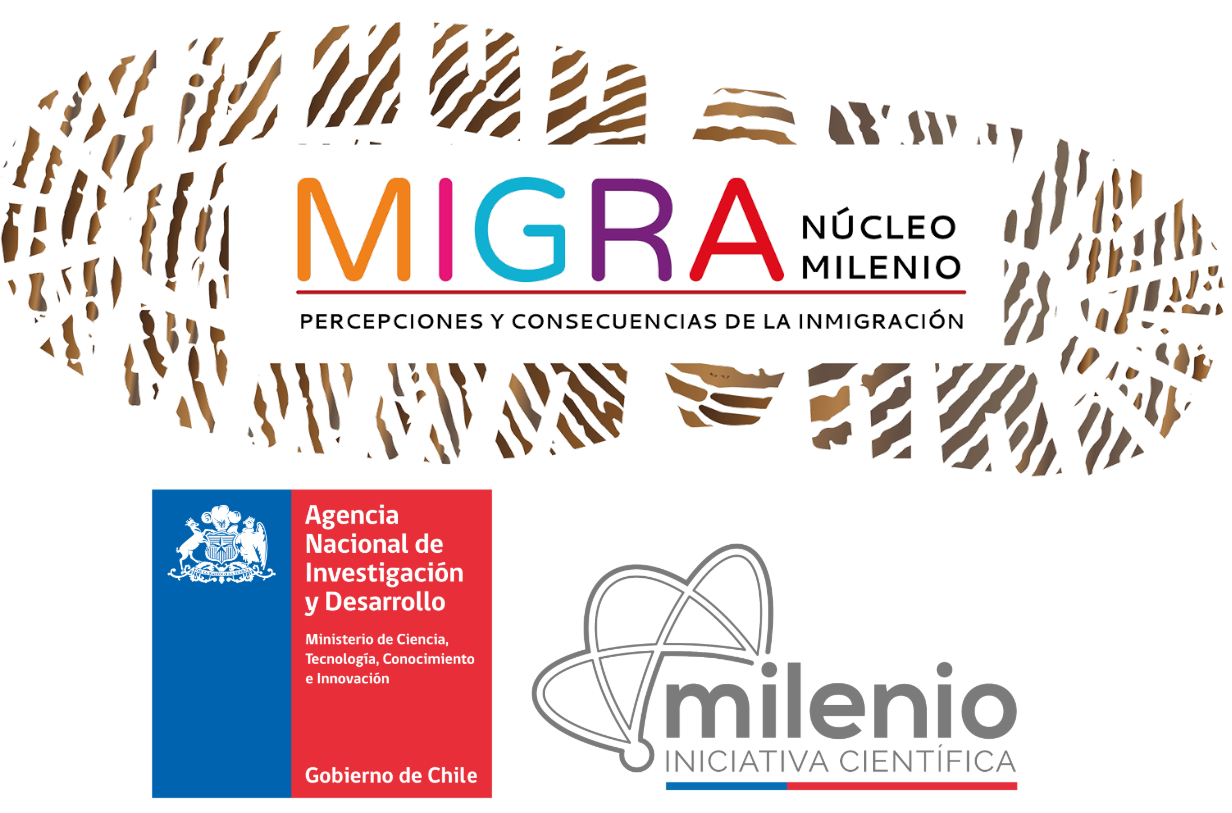 MIGRA
NÚCLEO
MILENIO
PERCEPCIONES Y CONSECUENCIAS DE LA INMIGRACIÓN
Agencia
Nacional de
Investigación
y Desarrollo
Ministerio de Ciencia,
Tecnología, Conocimiento
e Innovación
Gobierno de Chile
milenio
INICIATIVA CIENTÍFICA